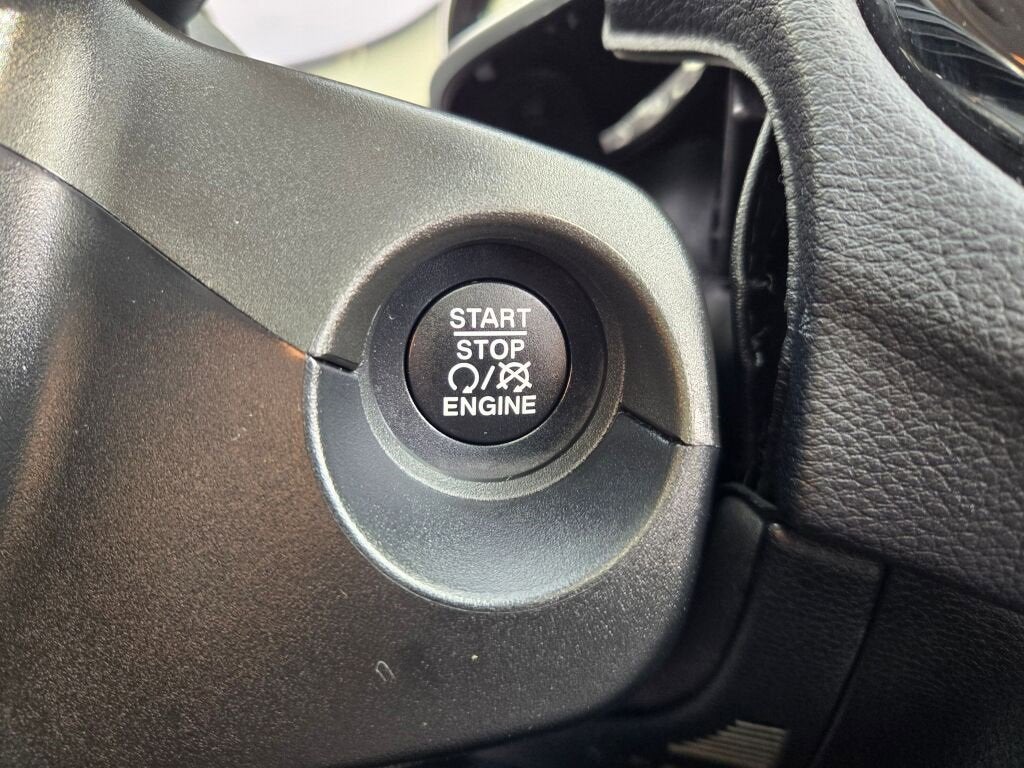 START
STOP
/
ENGINE